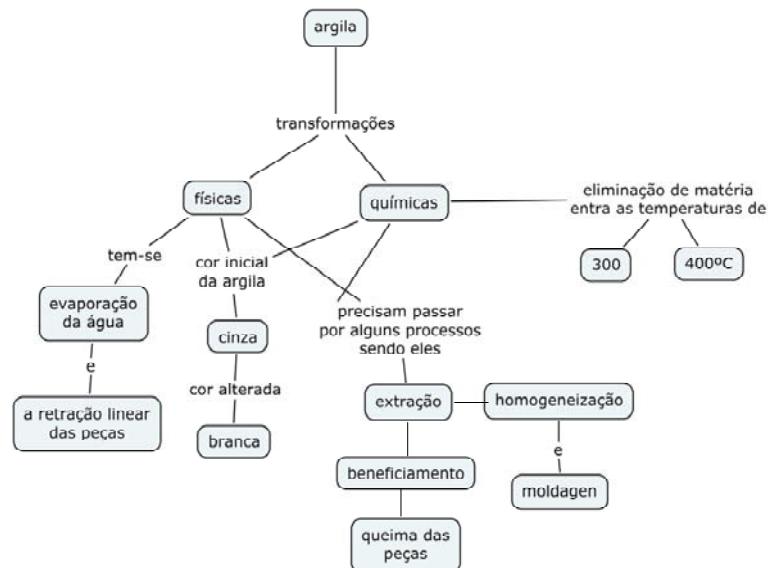 argila
transformações
físicas
químicas
eliminação de matéria
entra as temperaturas de
300
400ºC
tem-se
cor inicial
da argila
evaporação
da água
cinza
precisam passar
por alguns processos
sendo eles
e
cor alterada
a retração linear
das peças
branca
extração
homogeneização
e
beneficiamento
moldagen
queima das
peças